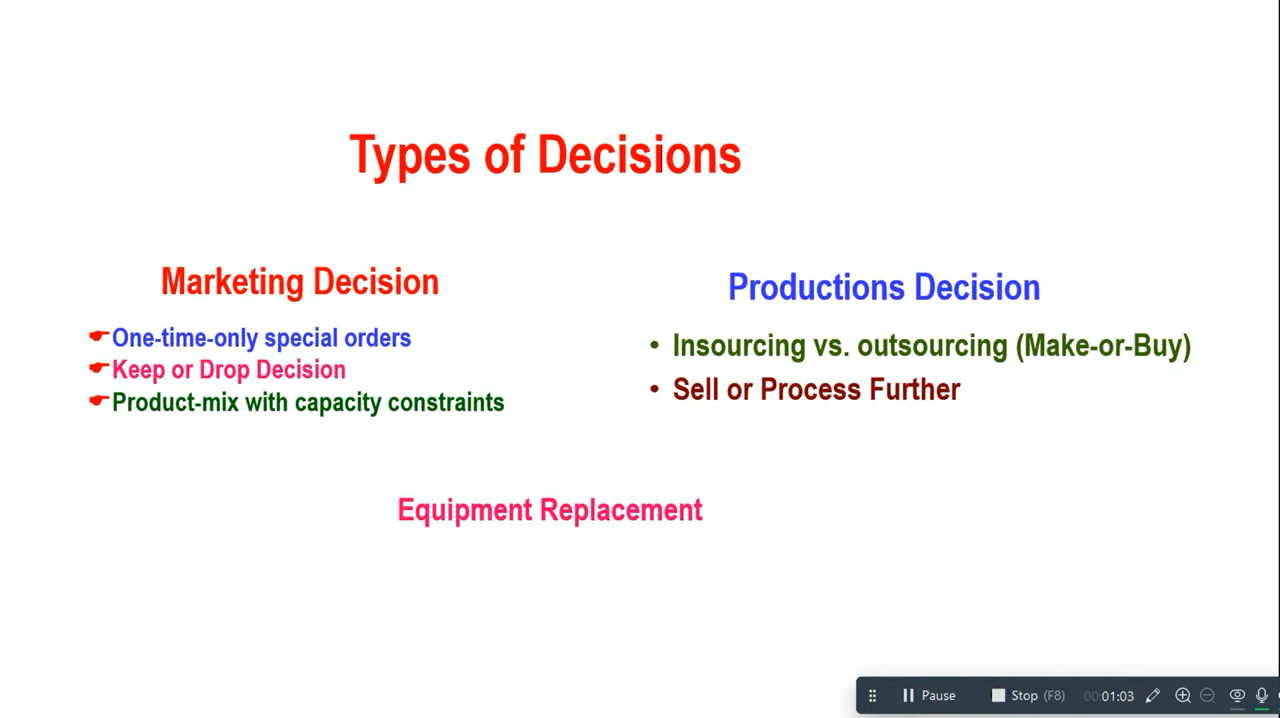 Types of Decisions
Marketing Decision
One-time-only special orders
Keep or Drop Decision
Product-mix with capacity constraints
Productions Decision
• Insourcing vs. outsourcing (Make-or-Buy)
• Sell or Process Further
Equipment Replacement
Pause Stop (F8) 00:01:03